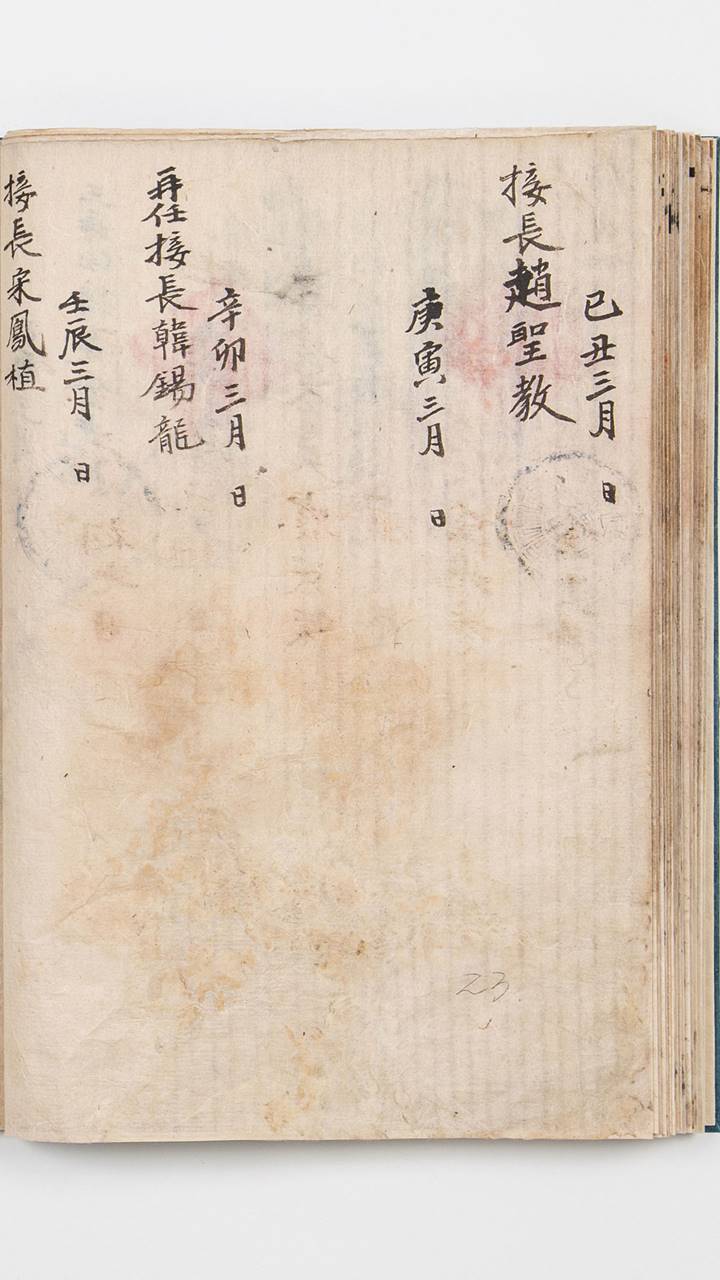 己丑三月 日
接長趙聖教
庚寅三月 日
辛卯三月 日
再任接長韓錫龍
壬辰三月 日
接長宋鳳植
23